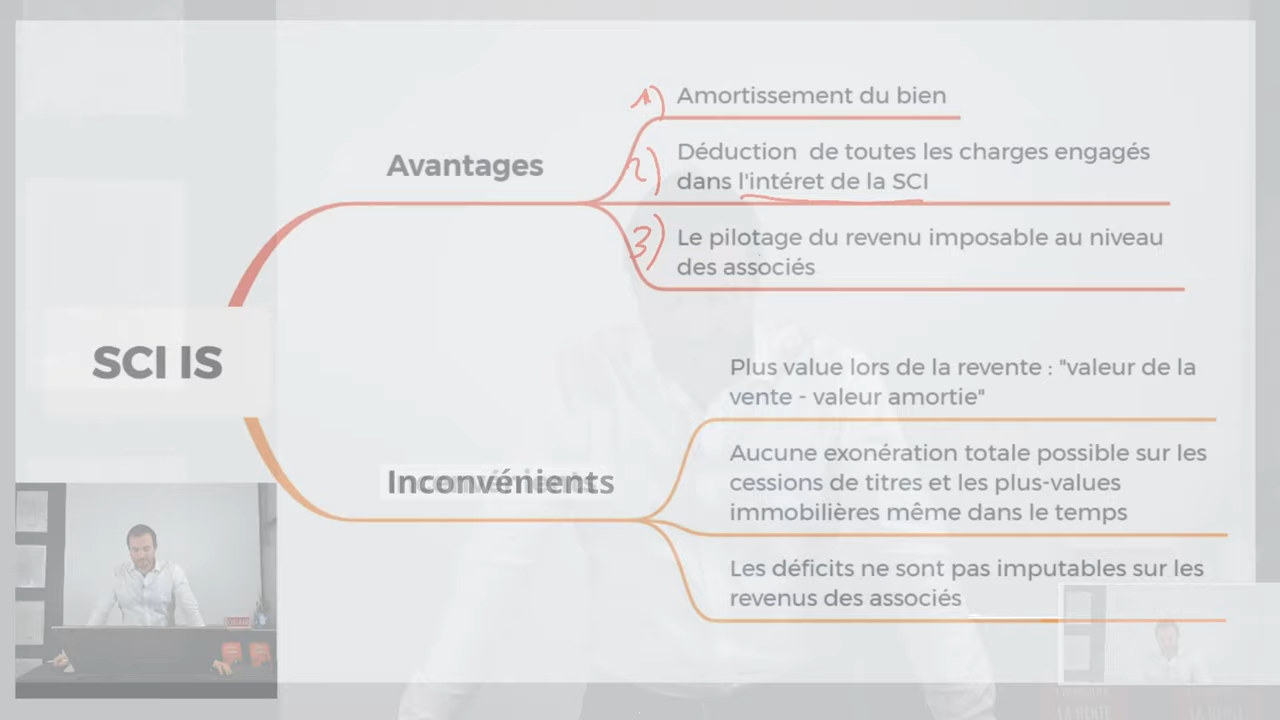 1) Amortissement du bien
Avantages
2) Déduction de toutes les charges engagés
dans l'intéret de la SCI
3) Le pilotage du revenu imposable au niveau
des associés
SCI IS
Plus value lors de la revente : "valeur de la
vente - valeur amortie"
Inconvénients
Aucune exonération totale possible sur les
cessions de titres et les plus-values
immobilières même dans le temps
Les déficits ne sont pas imputables sur les
revenus des associés